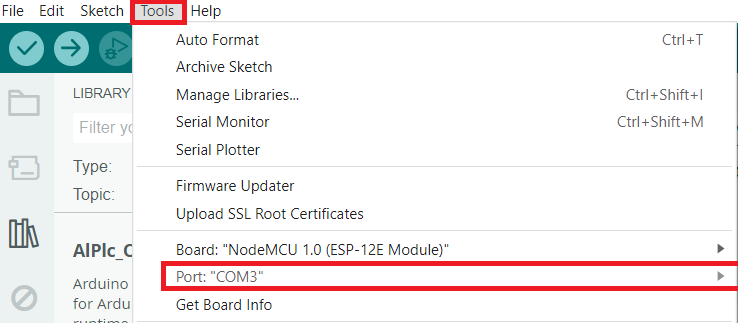 File Edit Sketch Tools Help
Auto Format Ctrl+T
Archive Sketch
LIBRARY
Manage Libraries... Ctrl+Shift+I
Filter yo
Serial Monitor Ctrl+Shift+M
Serial Plotter
Type:
Firmware Updater
Topic:
Upload SSL Root Certificates
AlPlc_O
Board: "NodeMCU 1.0 (ESP-12E Module)"
Arduino
Port: "COM3"
for Ardu
Get Board Info
runtime